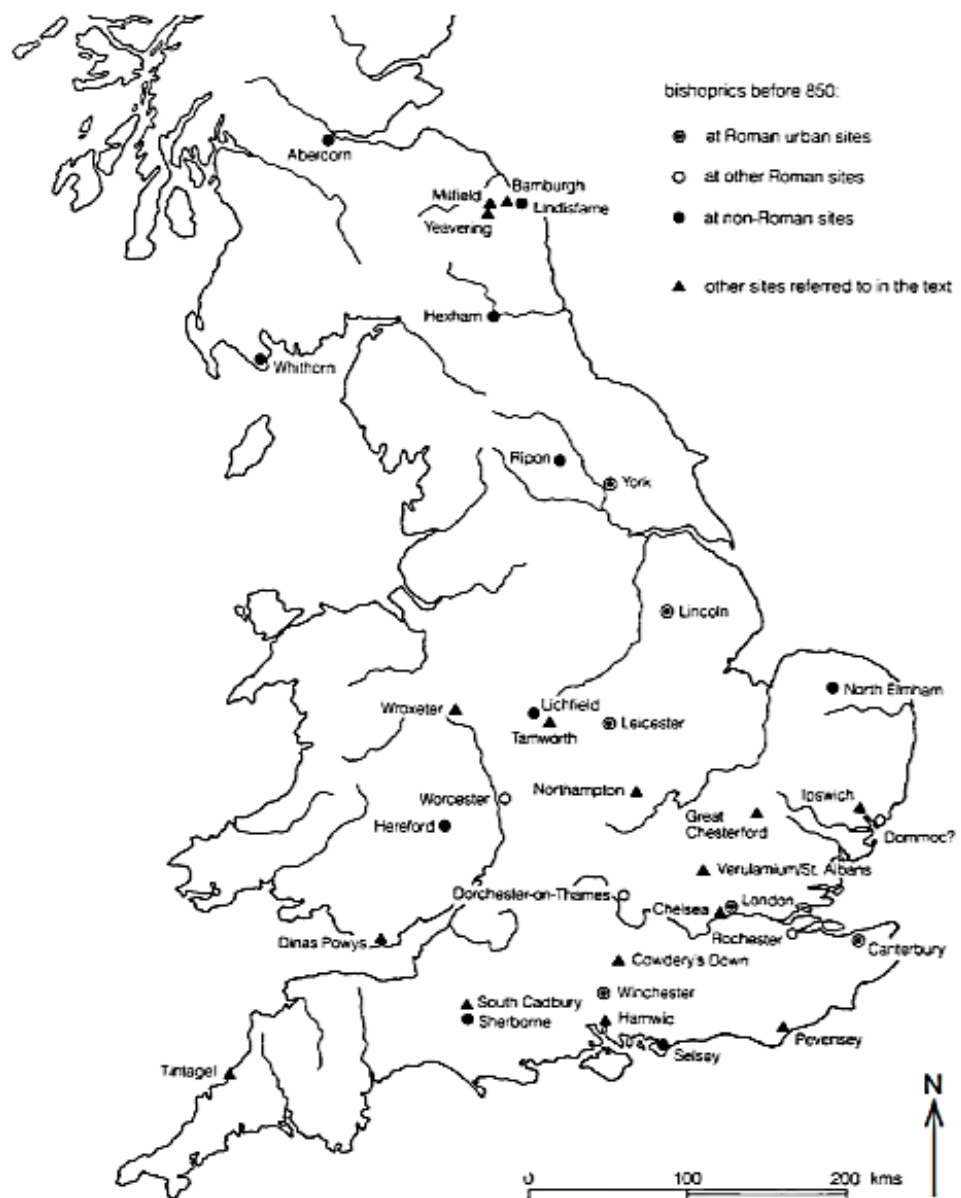 bishoprics before 850:
at Roman urban sites
at other Roman sites
at non-Roman sites
other sites referred to in the text
Abercorn
Bamburgh
Milfield
Lindisfarne
Yeavering
Hexham
Whithorn
Ripon
York
Lincoln
North Elmham
Wroxeter
Lichfield
Tamworth
Leicester
Northampton
Worcester
Ipswich
Great
Chesterford
Hereford
Dommoc?
Verulamium/St. Albans
Dorchester-on-Thames
Chelsea
London
Rochester
Canterbury
Dinas Powys
Cowdery's Down
Winchester
South Cadbury
Sherborne
Hamwic
Selsey
Pevensey
Tintagel
N
0 100 200 kms